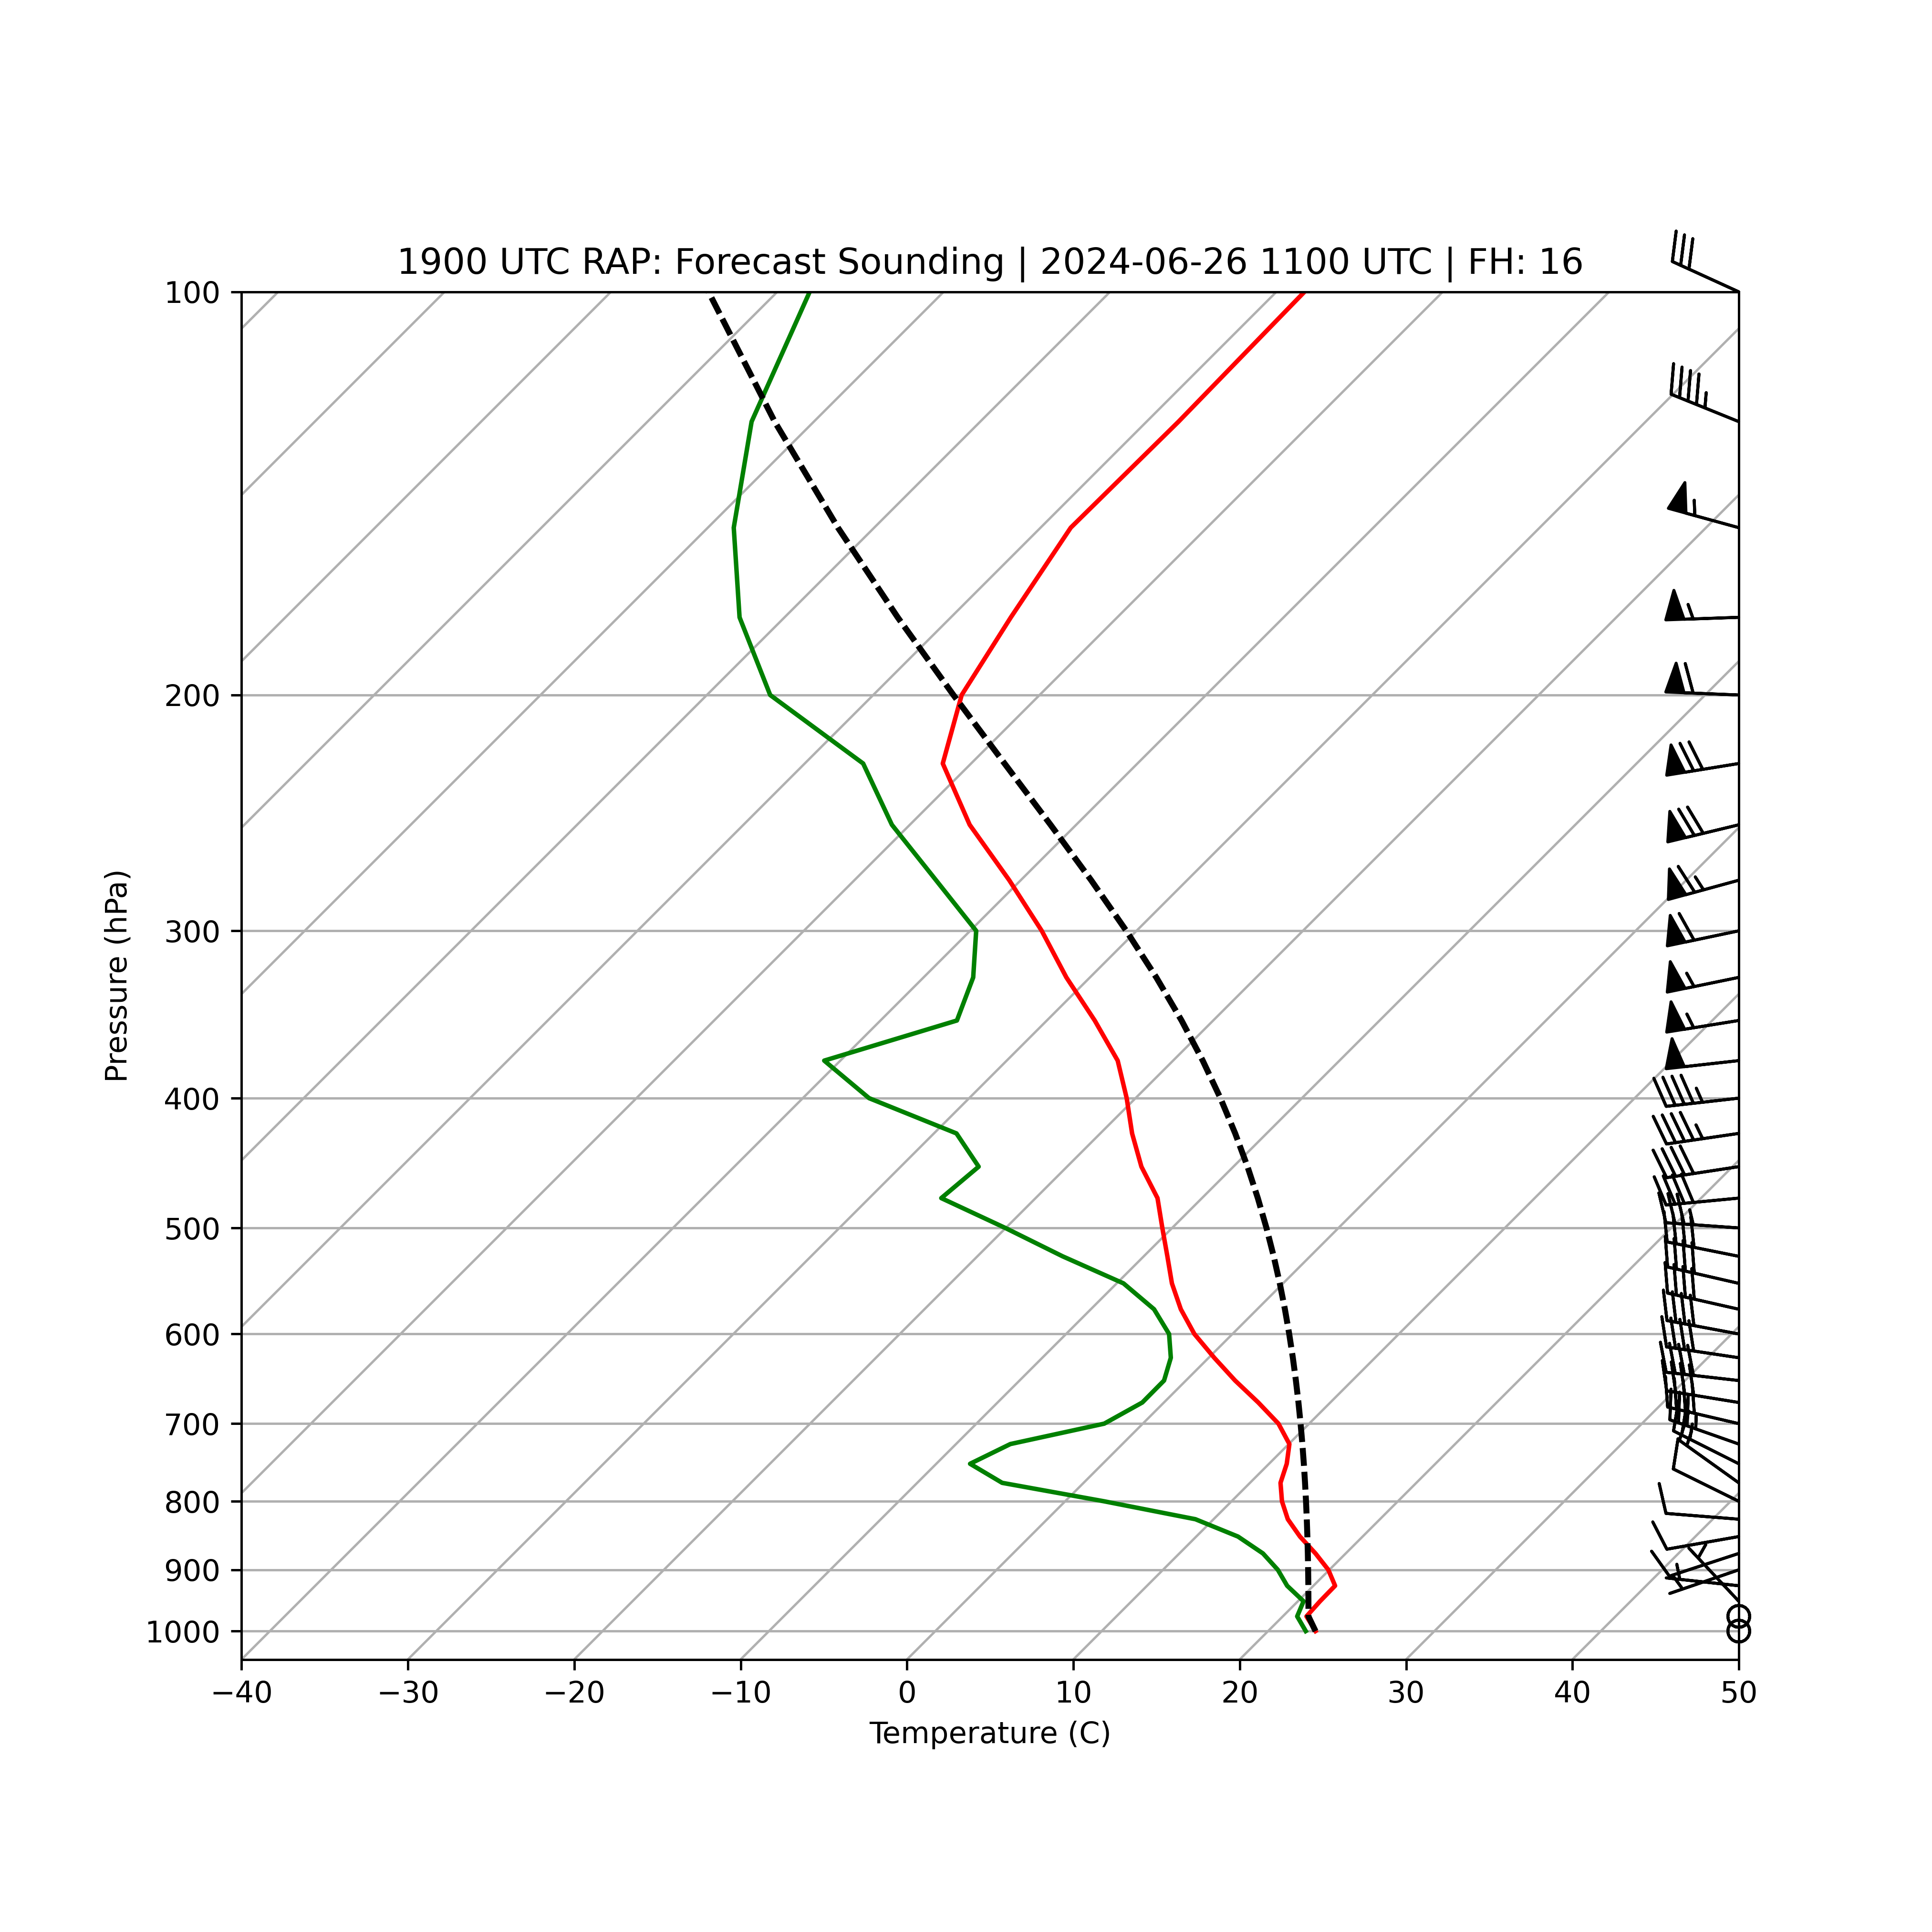 1900 UTC RAP: Forecast Sounding | 2024-06-26 1100 UTC | FH: 16
100
200
300
400
500
600
700
800
900
1000
Pressure (hPa)
−40 −30 −20 −10 0 10 20 30 40 50
Temperature (C)